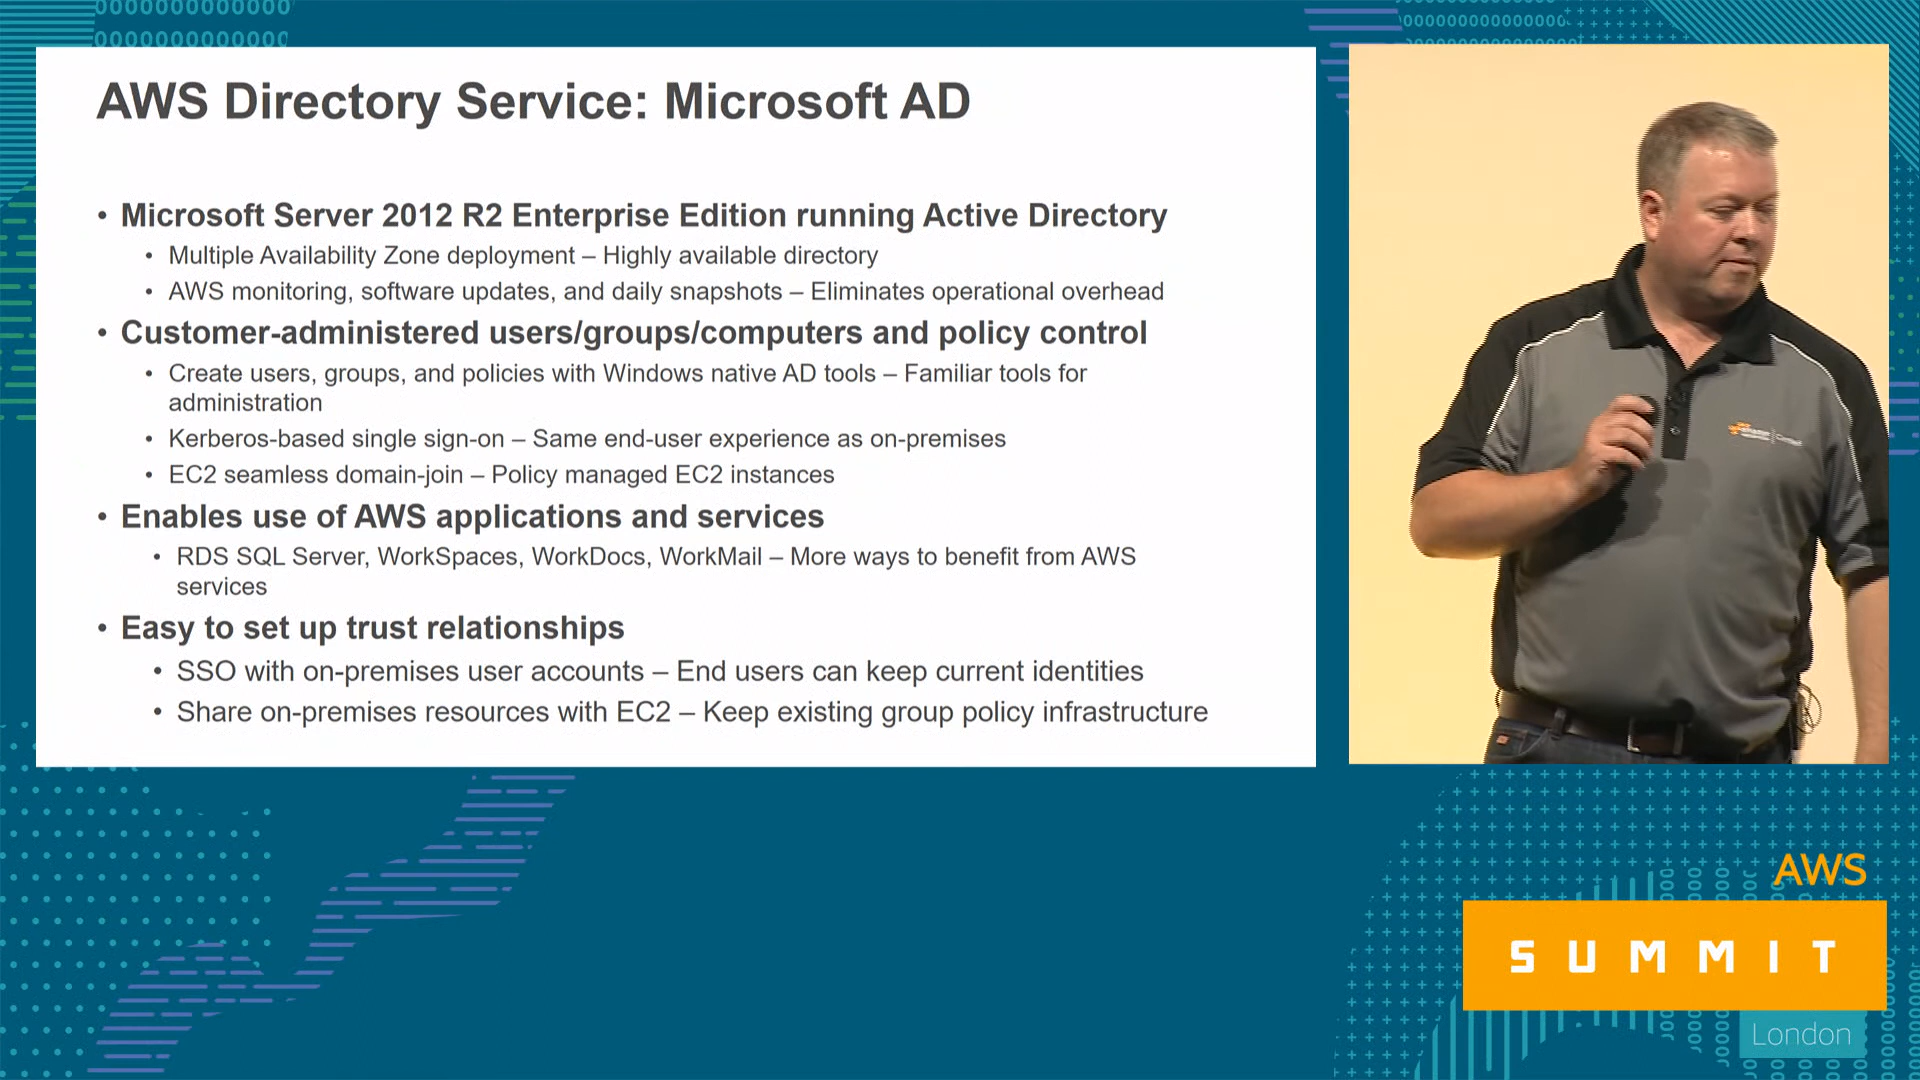 AWS Directory Service: Microsoft AD
• Microsoft Server 2012 R2 Enterprise Edition running Active Directory
• Multiple Availability Zone deployment – Highly available directory
• AWS monitoring, software updates, and daily snapshots – Eliminates operational overhead
• Customer-administered users/groups/computers and policy control
• Create users, groups, and policies with Windows native AD tools – Familiar tools for
administration
• Kerberos-based single sign-on – Same end-user experience as on-premises
• EC2 seamless domain-join – Policy managed EC2 instances
• Enables use of AWS applications and services
• RDS SQL Server, WorkSpaces, WorkDocs, WorkMail – More ways to benefit from AWS
services
• Easy to set up trust relationships
• SSO with on-premises user accounts – End users can keep current identities
• Share on-premises resources with EC2 – Keep existing group policy infrastructure
AWS
SUMMIT
London